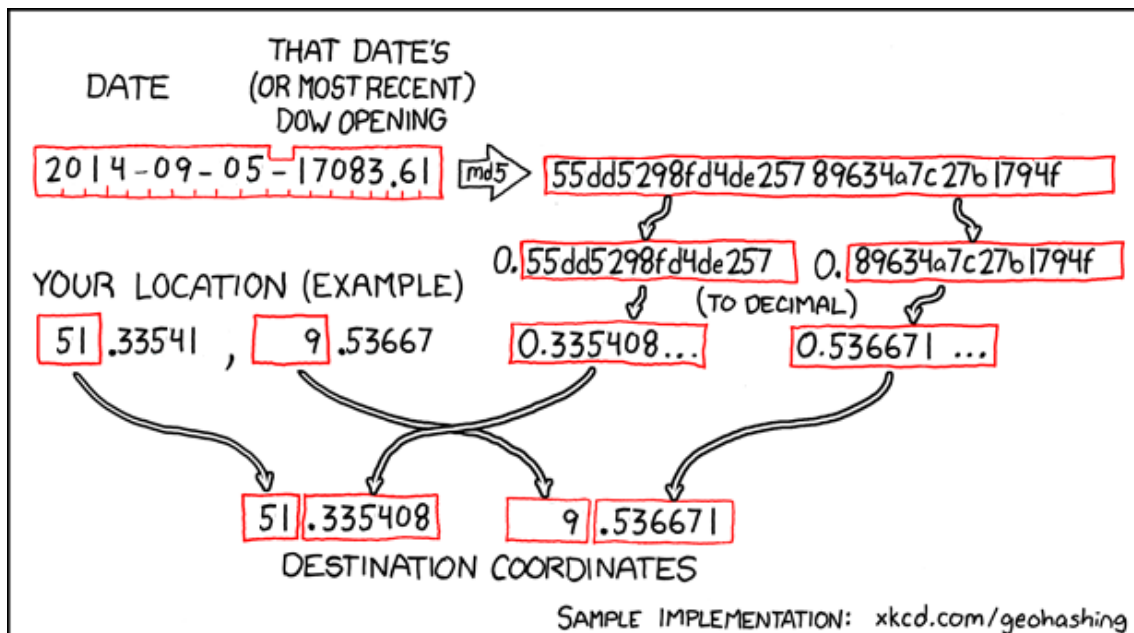 DATE
THAT DATE'S
(OR MOST RECENT)
DOW OPENING
2014-09-05-17083.61
md5
55dd5298fd4de257 89634a7c27b1794f
0.55dd5298fd4de257
0.89634a7c27b1794f
YOUR LOCATION (EXAMPLE)
(TO DECIMAL)
51.33541, 9.53667
0.335408...
0.536671...
51.335408
9.536671
DESTINATION COORDINATES
SAMPLE IMPLEMENTATION: xkcd.com/geohashing